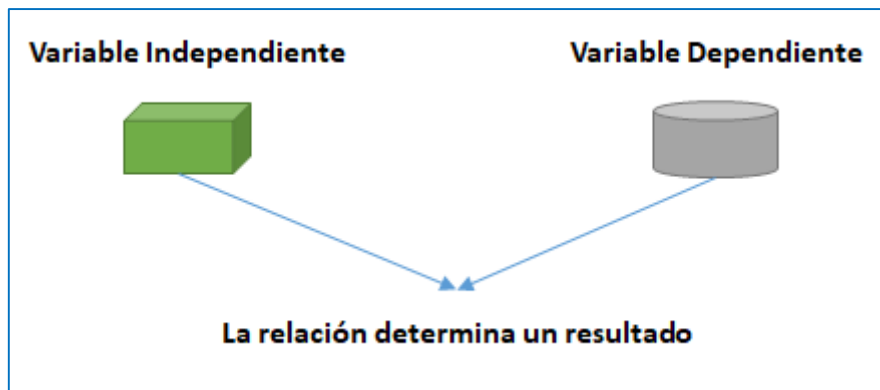 Variable Independiente
Variable Dependiente
La relación determina un resultado